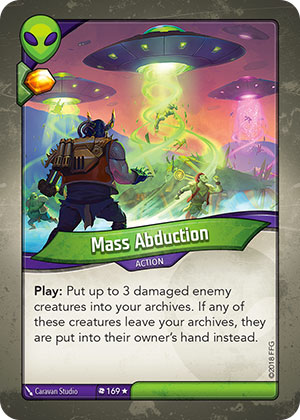 Mass Abduction
ACTION
Play: Put up to 3 damaged enemy
creatures into your archives. If any
of these creatures leave your archives, they
are put into their owner's hand instead.
©2018 FFG
Caravan Studio
169 ★